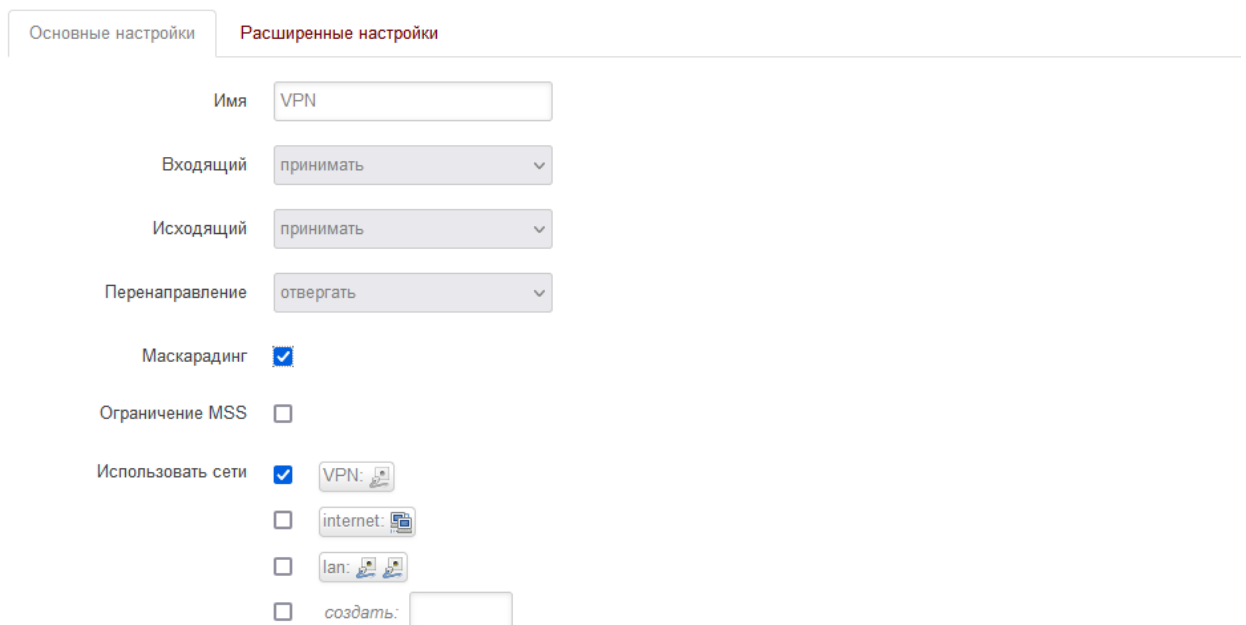 Основные настройки Расширенные настройки
Имя VPN
Входящий принимать
Исходящий принимать
Перенаправление отвергать
Маскарадинг
Ограничение MSS
Использовать сети VPN:
internet:
lan:
создать: